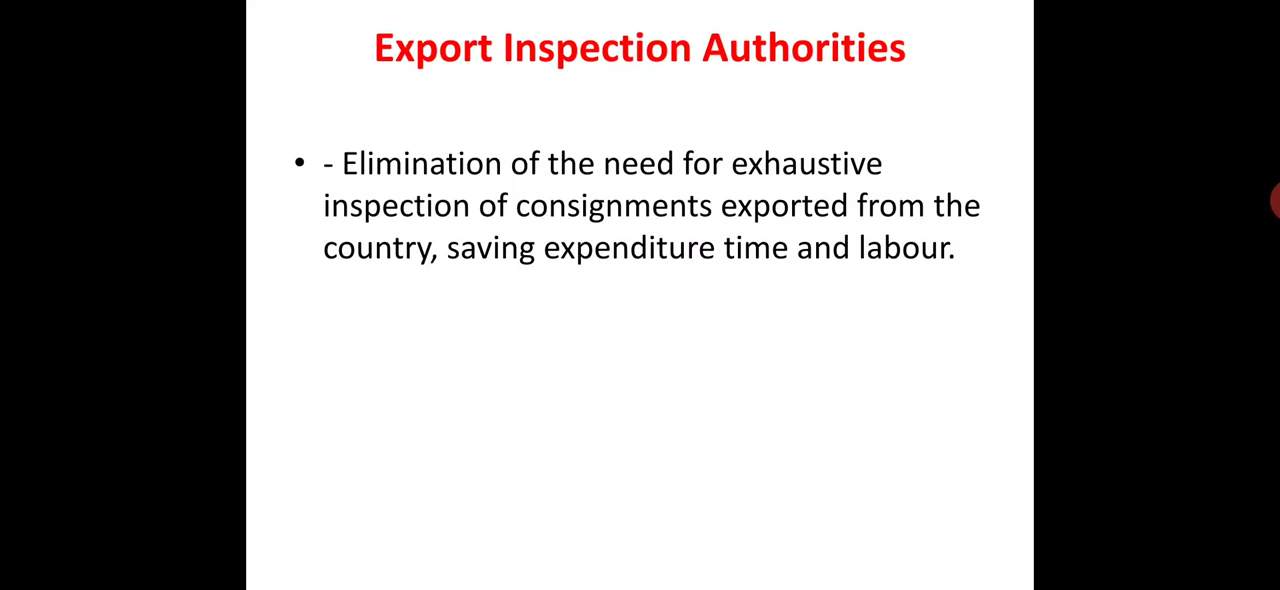 Export Inspection Authorities
• - Elimination of the need for exhaustive
inspection of consignments exported from the
country, saving expenditure time and labour.